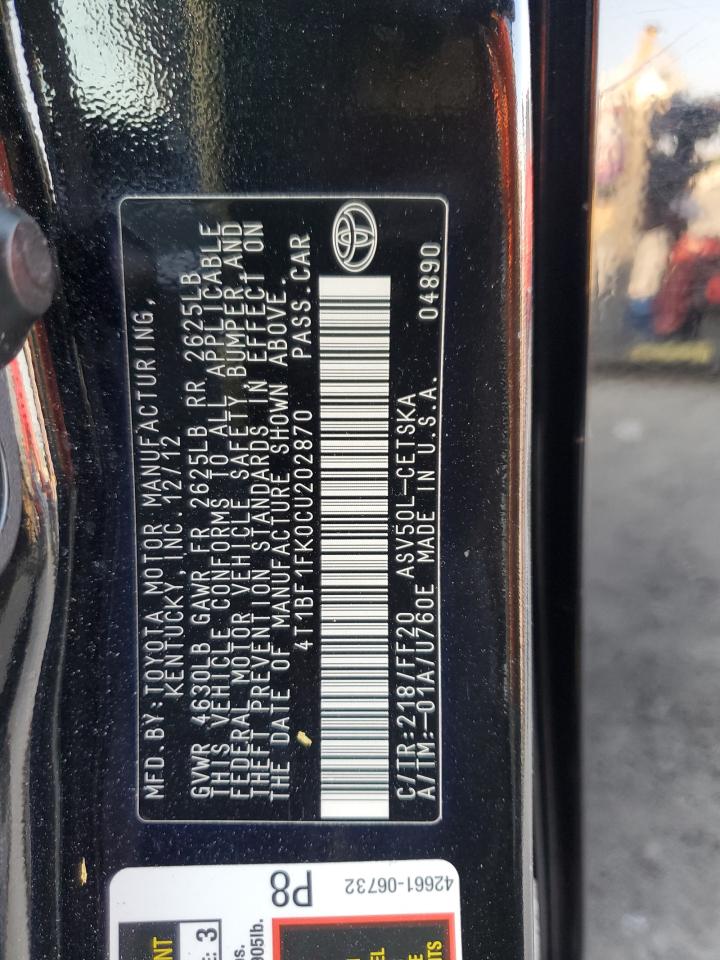 MFD.BY:TOYOTA MOTOR MANUFACTURING,
KENTUCKY, INC. 12/12
GVWR 4630LB GAWR FR 2625LB RR 2625LB
THIS VEHICLE CONFORMS TO ALL APPLICABLE
FEDERAL MOTOR VEHICLE SAFETY,BUMPER,AND
THEFT PREVENTION STANDARDS IN EFFECT ON
THE DATE OF MANUFACTURE SHOWN ABOVE.
4T1BF1FK0CU202870 PASS.CAR
C/TR:218/FF20 ASV50L-CETSKA
A/TM:-01A/U760E MADE IN U.S.A. 04890
P8
42661-06732
3
905lb.